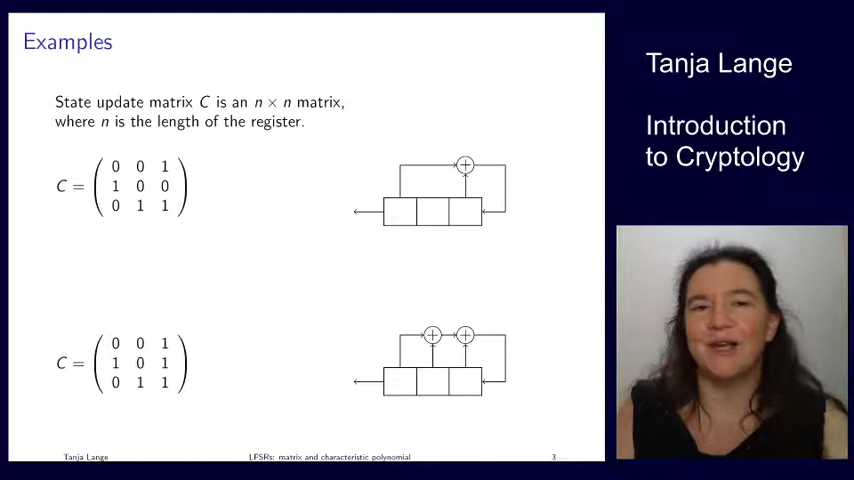 Examples
State update matrix C is an n × n matrix,
where n is the length of the register.
C = ( 0 0 1
1 0 0
0 1 1 )
+
C = ( 0 0 1
1 0 1
0 1 1 )
+ +
Tanja Lange LFSRs: matrix and characteristic polynomial 3
Tanja Lange
Introduction
to Cryptology